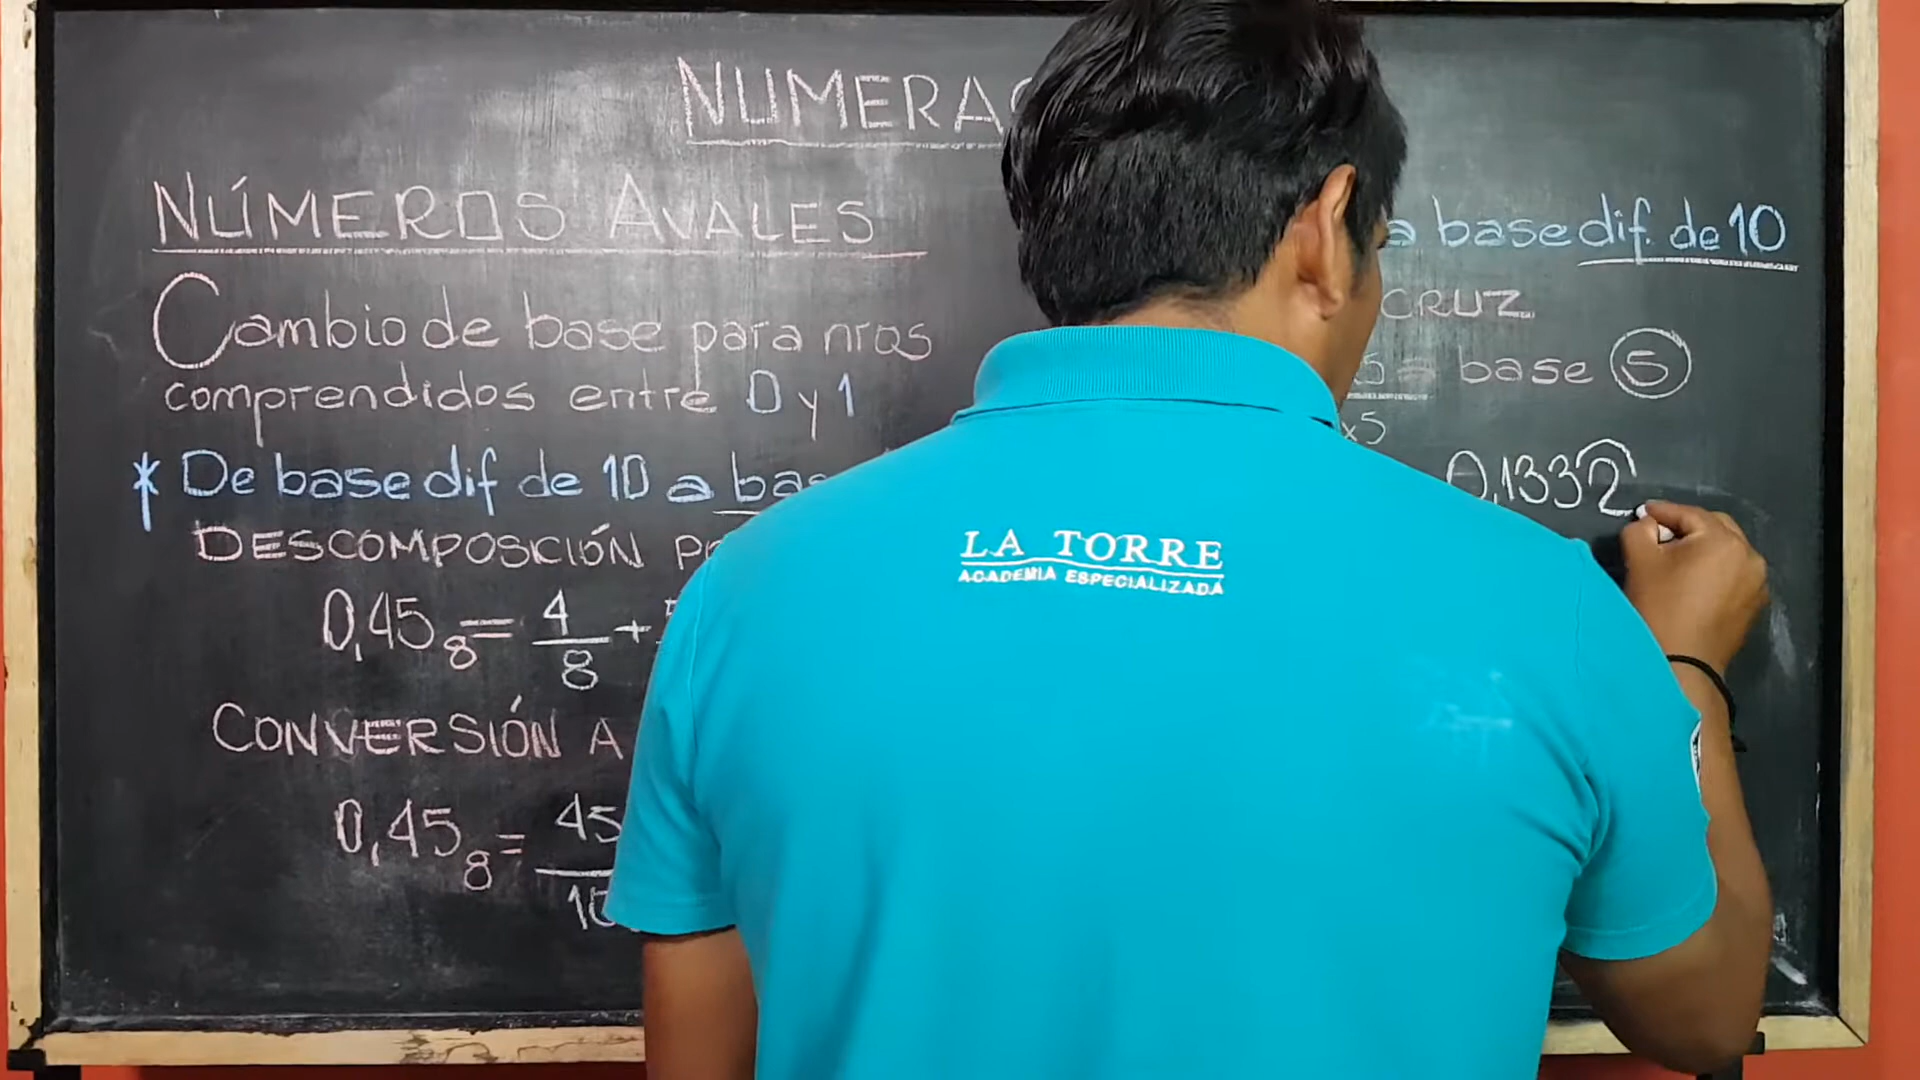 NUMERAC
NÚMEROS AVALES
Cambio de base para nros
comprendidos entre 0 y 1
* De base dif de 10 a bas
DESCOMPOSICIÓN P
0,45₈ = 4/8 +
CONVERSIÓN A
0,45₈ = 45
10
a base dif. de 10
CRUZ
5 a base 5
x5
0,1332
LA TORRE
ACADEMIA ESPECIALIZADA